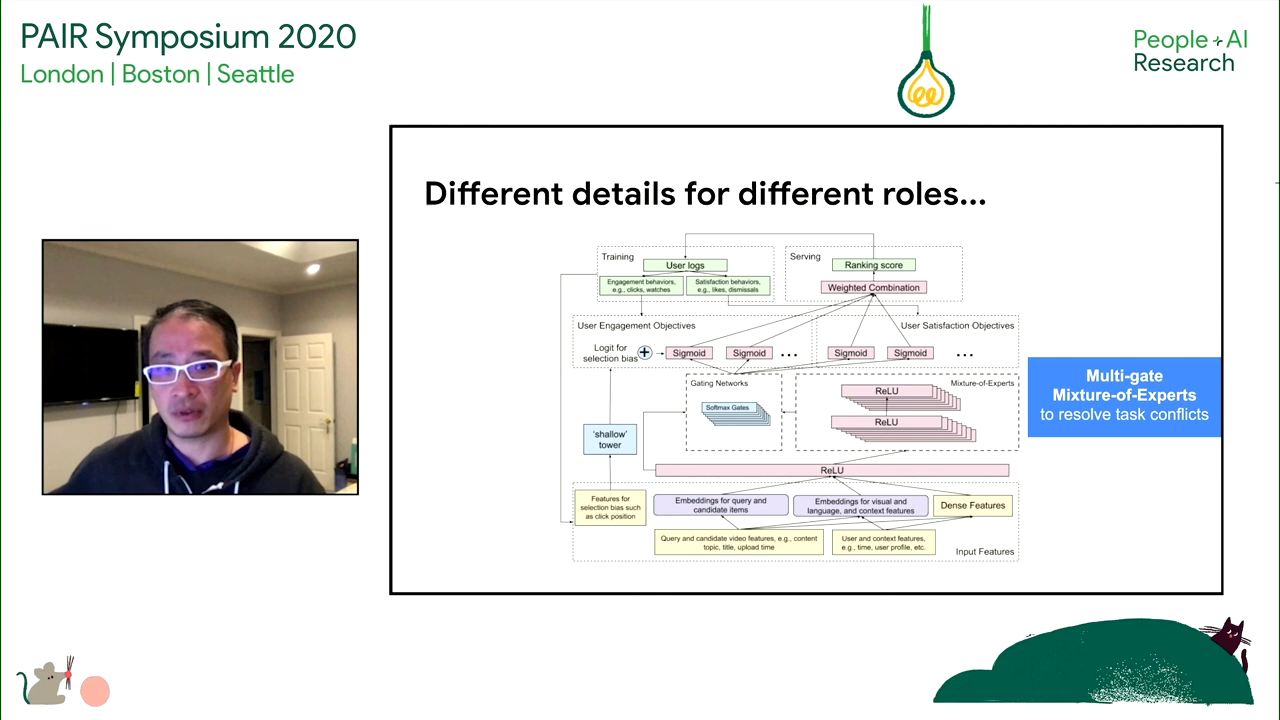 PAIR Symposium 2020
London | Boston | Seattle
People + AI
Research
Different details for different roles...
Training
User logs
Engagement behaviors,
e.g., clicks, watches
Satisfaction behaviors,
e.g., likes, dismissals
Serving
Ranking score
Weighted Combination
User Engagement Objectives
User Satisfaction Objectives
Logit for
selection bias
+
Sigmoid
Sigmoid
...
Sigmoid
Sigmoid
...
Gating Networks
Softmax Gates
Mixture-of-Experts
ReLU
ReLU
Multi-gate
Mixture-of-Experts
to resolve task conflicts
'shallow'
tower
ReLU
Features for
selection bias such
as click position
Embeddings for query and
candidate items
Embeddings for visual and
language, and context features
Dense Features
Query and candidate video features, e.g., content
topic, title, upload time
User and context features,
e.g., time, user profile, etc.
Input Features